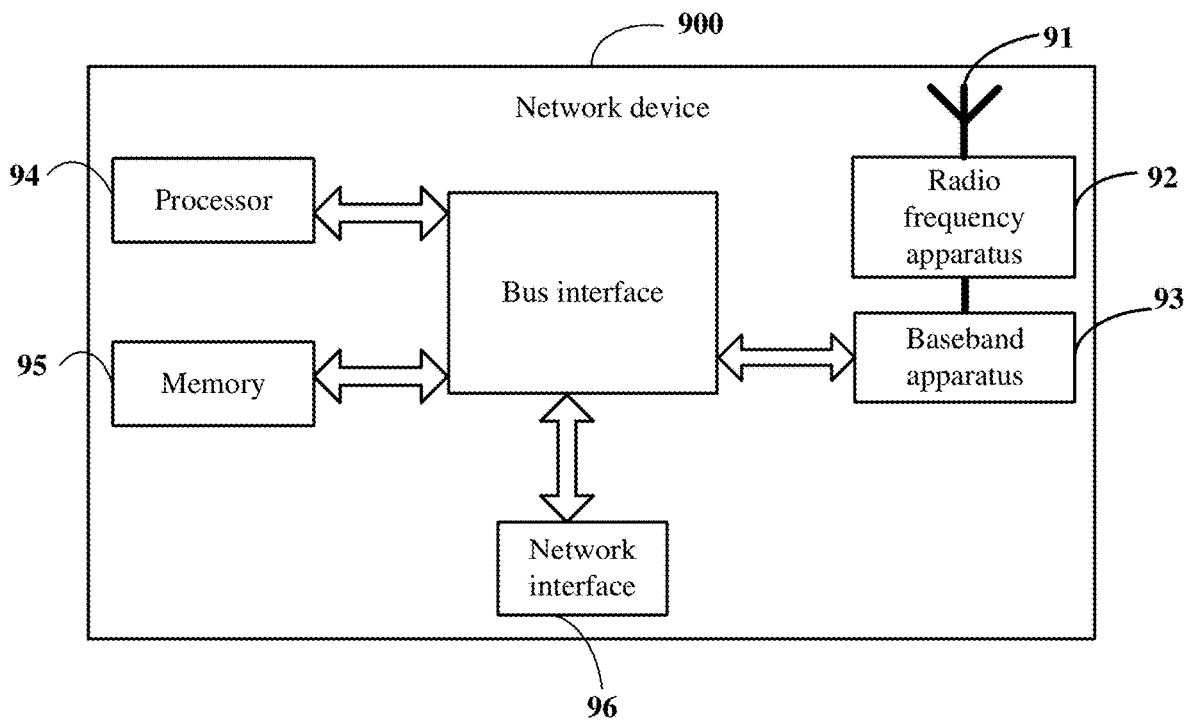 900
91
Network device
94
Processor
Radio
frequency
apparatus
92
Bus interface
93
95
Memory
Baseband
apparatus
Network
interface
96